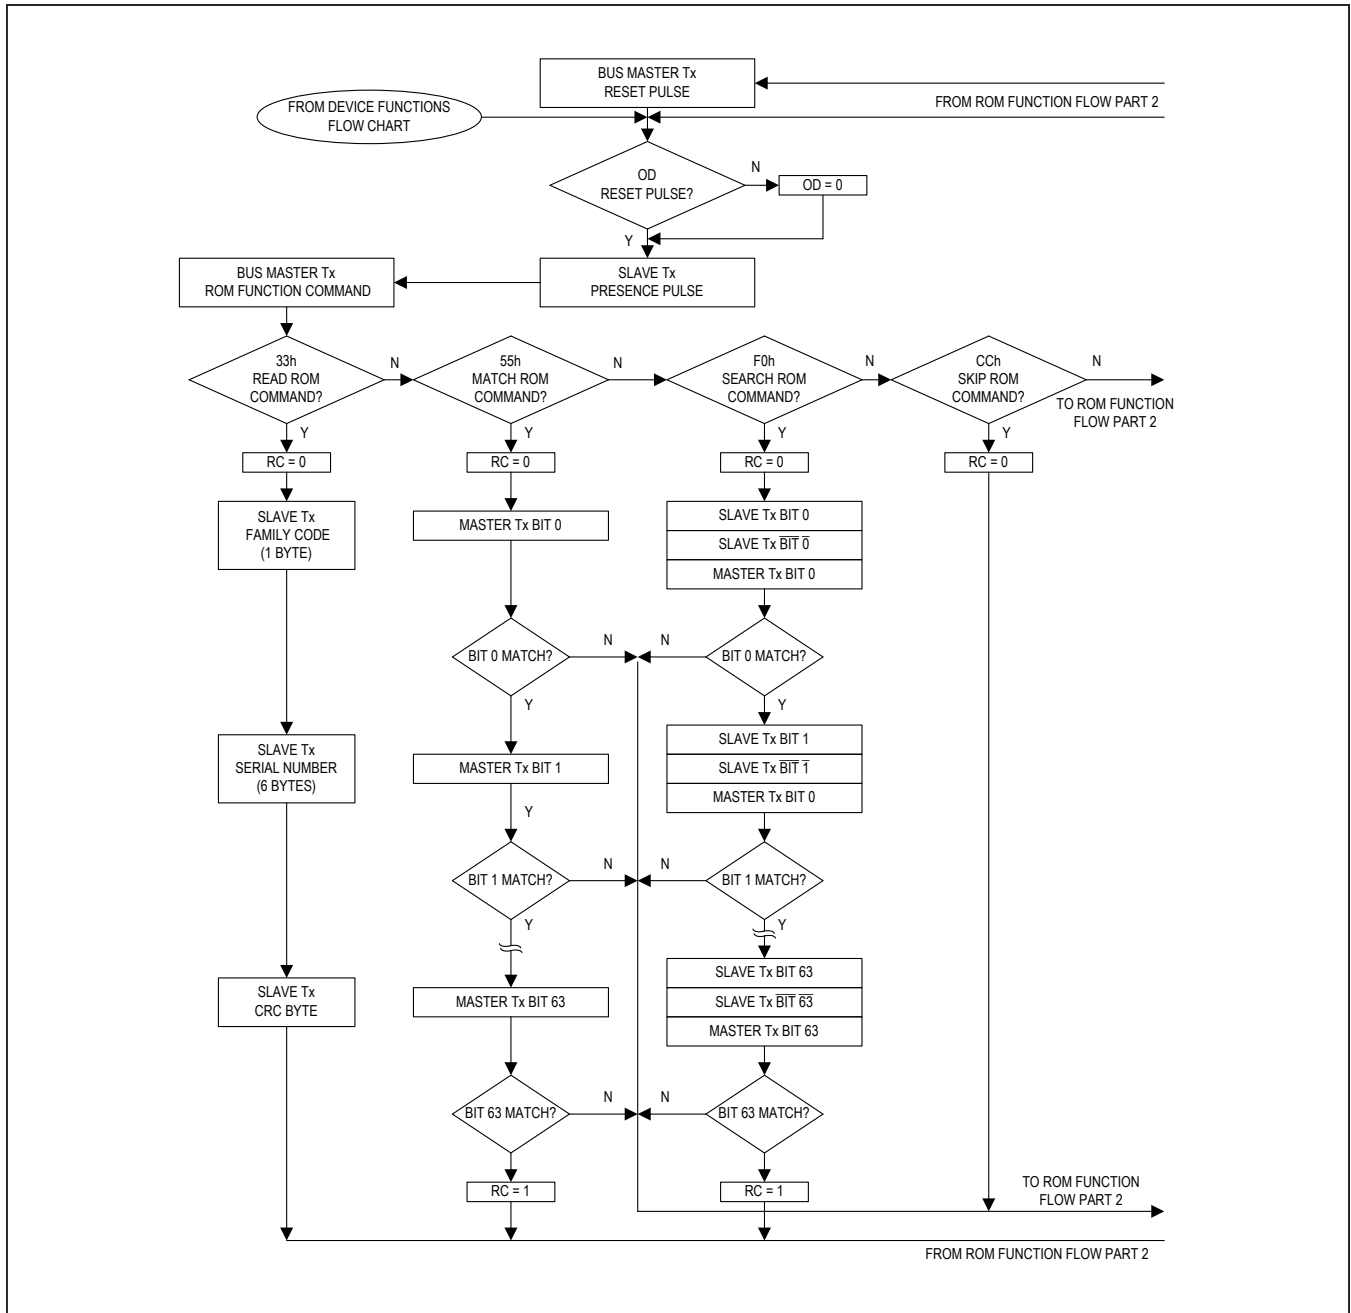 BUS MASTER Tx
RESET PULSE
FROM ROM FUNCTION FLOW PART 2
FROM DEVICE FUNCTIONS
FLOW CHART
OD
RESET PULSE?
N
OD = 0
Y
BUS MASTER Tx
ROM FUNCTION COMMAND
SLAVE Tx
PRESENCE PULSE
33h
READ ROM
COMMAND?
N
55h
MATCH ROM
COMMAND?
N
F0h
SEARCH ROM
COMMAND?
N
CCh
SKIP ROM
COMMAND?
N
TO ROM FUNCTION
FLOW PART 2
Y
Y
Y
Y
RC = 0
RC = 0
RC = 0
RC = 0
SLAVE Tx
FAMILY CODE
(1 BYTE)
MASTER Tx BIT 0
SLAVE Tx BIT 0
SLAVE Tx B̅I̅T̅ 0̅
MASTER Tx BIT 0
BIT 0 MATCH?
N
N
BIT 0 MATCH?
Y
Y
SLAVE Tx
SERIAL NUMBER
(6 BYTES)
MASTER Tx BIT 1
SLAVE Tx BIT 1
SLAVE Tx B̅I̅T̅ 1̅
MASTER Tx BIT 0
Y
BIT 1 MATCH?
N
N
BIT 1 MATCH?
Y
Y
SLAVE Tx
CRC BYTE
MASTER Tx BIT 63
SLAVE Tx BIT 63
SLAVE Tx B̅I̅T̅ 6̅3̅
MASTER Tx BIT 63
BIT 63 MATCH?
N
N
BIT 63 MATCH?
Y
Y
RC = 1
RC = 1
TO ROM FUNCTION
FLOW PART 2
FROM ROM FUNCTION FLOW PART 2